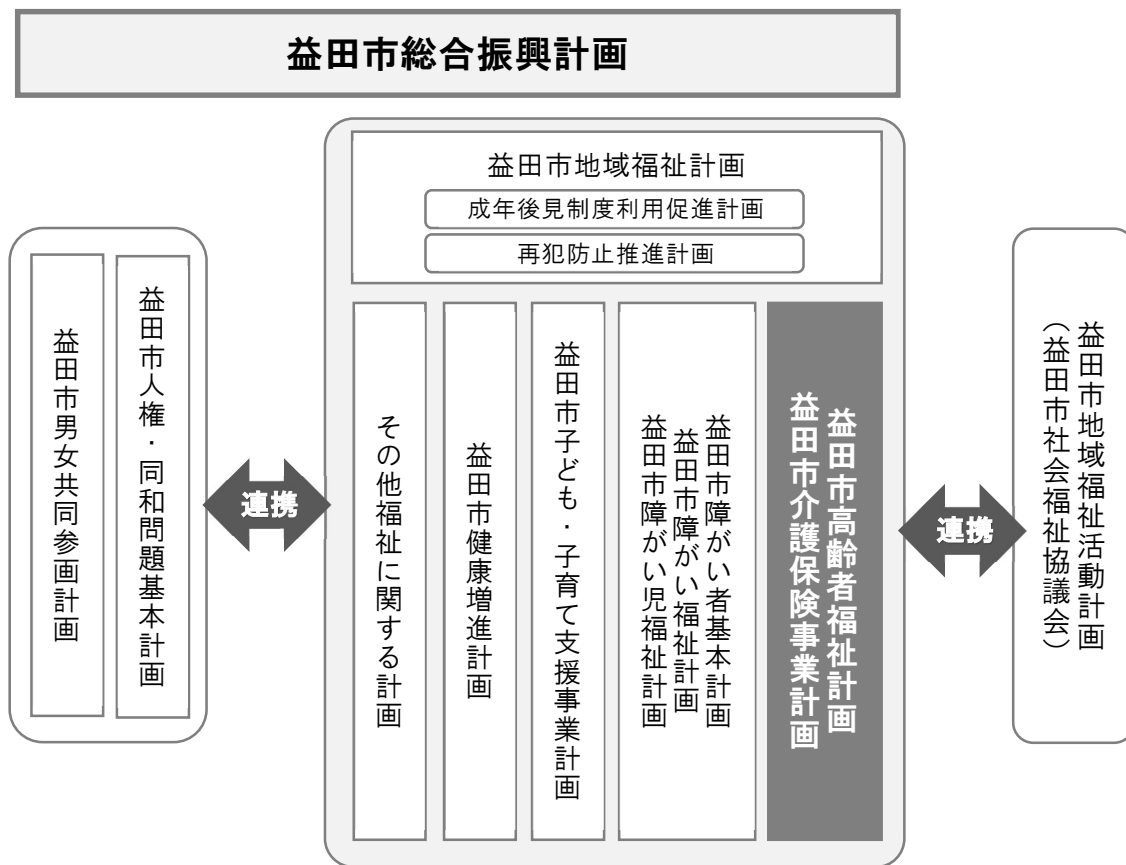 益田市総合振興計画
益田市地域福祉計画
成年後見制度利用促進計画
再犯防止推進計画
益田市人権・同和問題基本計画
益田市男女共同参画計画
連携
その他福祉に関する計画
益田市健康増進計画
益田市子ども・子育て支援事業計画
益田市障がい者基本計画
益田市障がい福祉計画
益田市障がい児福祉計画
益田市高齢者福祉計画
益田市介護保険事業計画
連携
益田市地域福祉活動計画
（益田市社会福祉協議会）